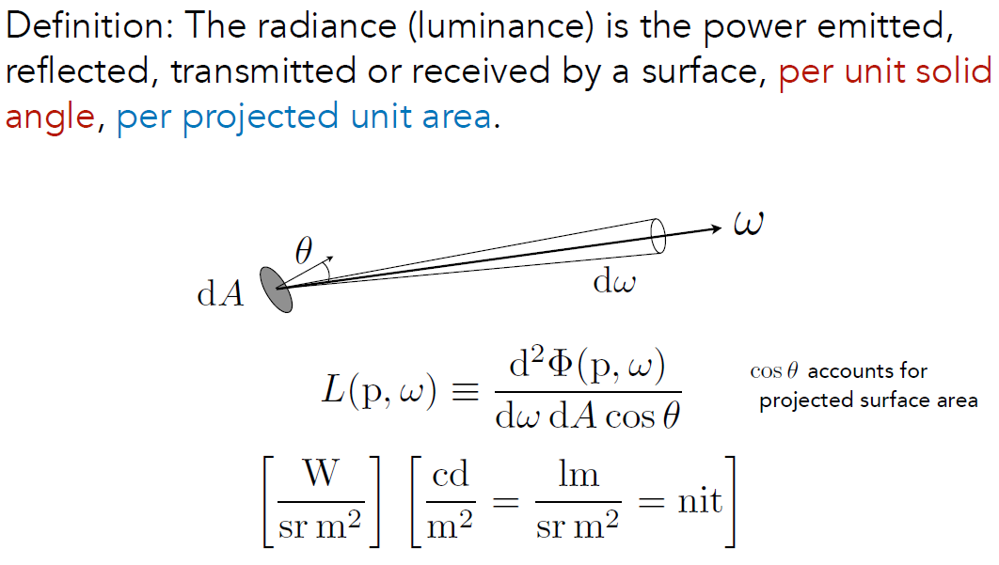 Definition: The radiance (luminance) is the power emitted,
reflected, transmitted or received by a surface, per unit solid
angle, per projected unit area.
ω
θ
dA
dω
L(p, ω) ≡ d²Φ(p, ω) / dω dA cos θ
cos θ accounts for
projected surface area
[W / sr m²] [cd / m² = lm / sr m² = nit]